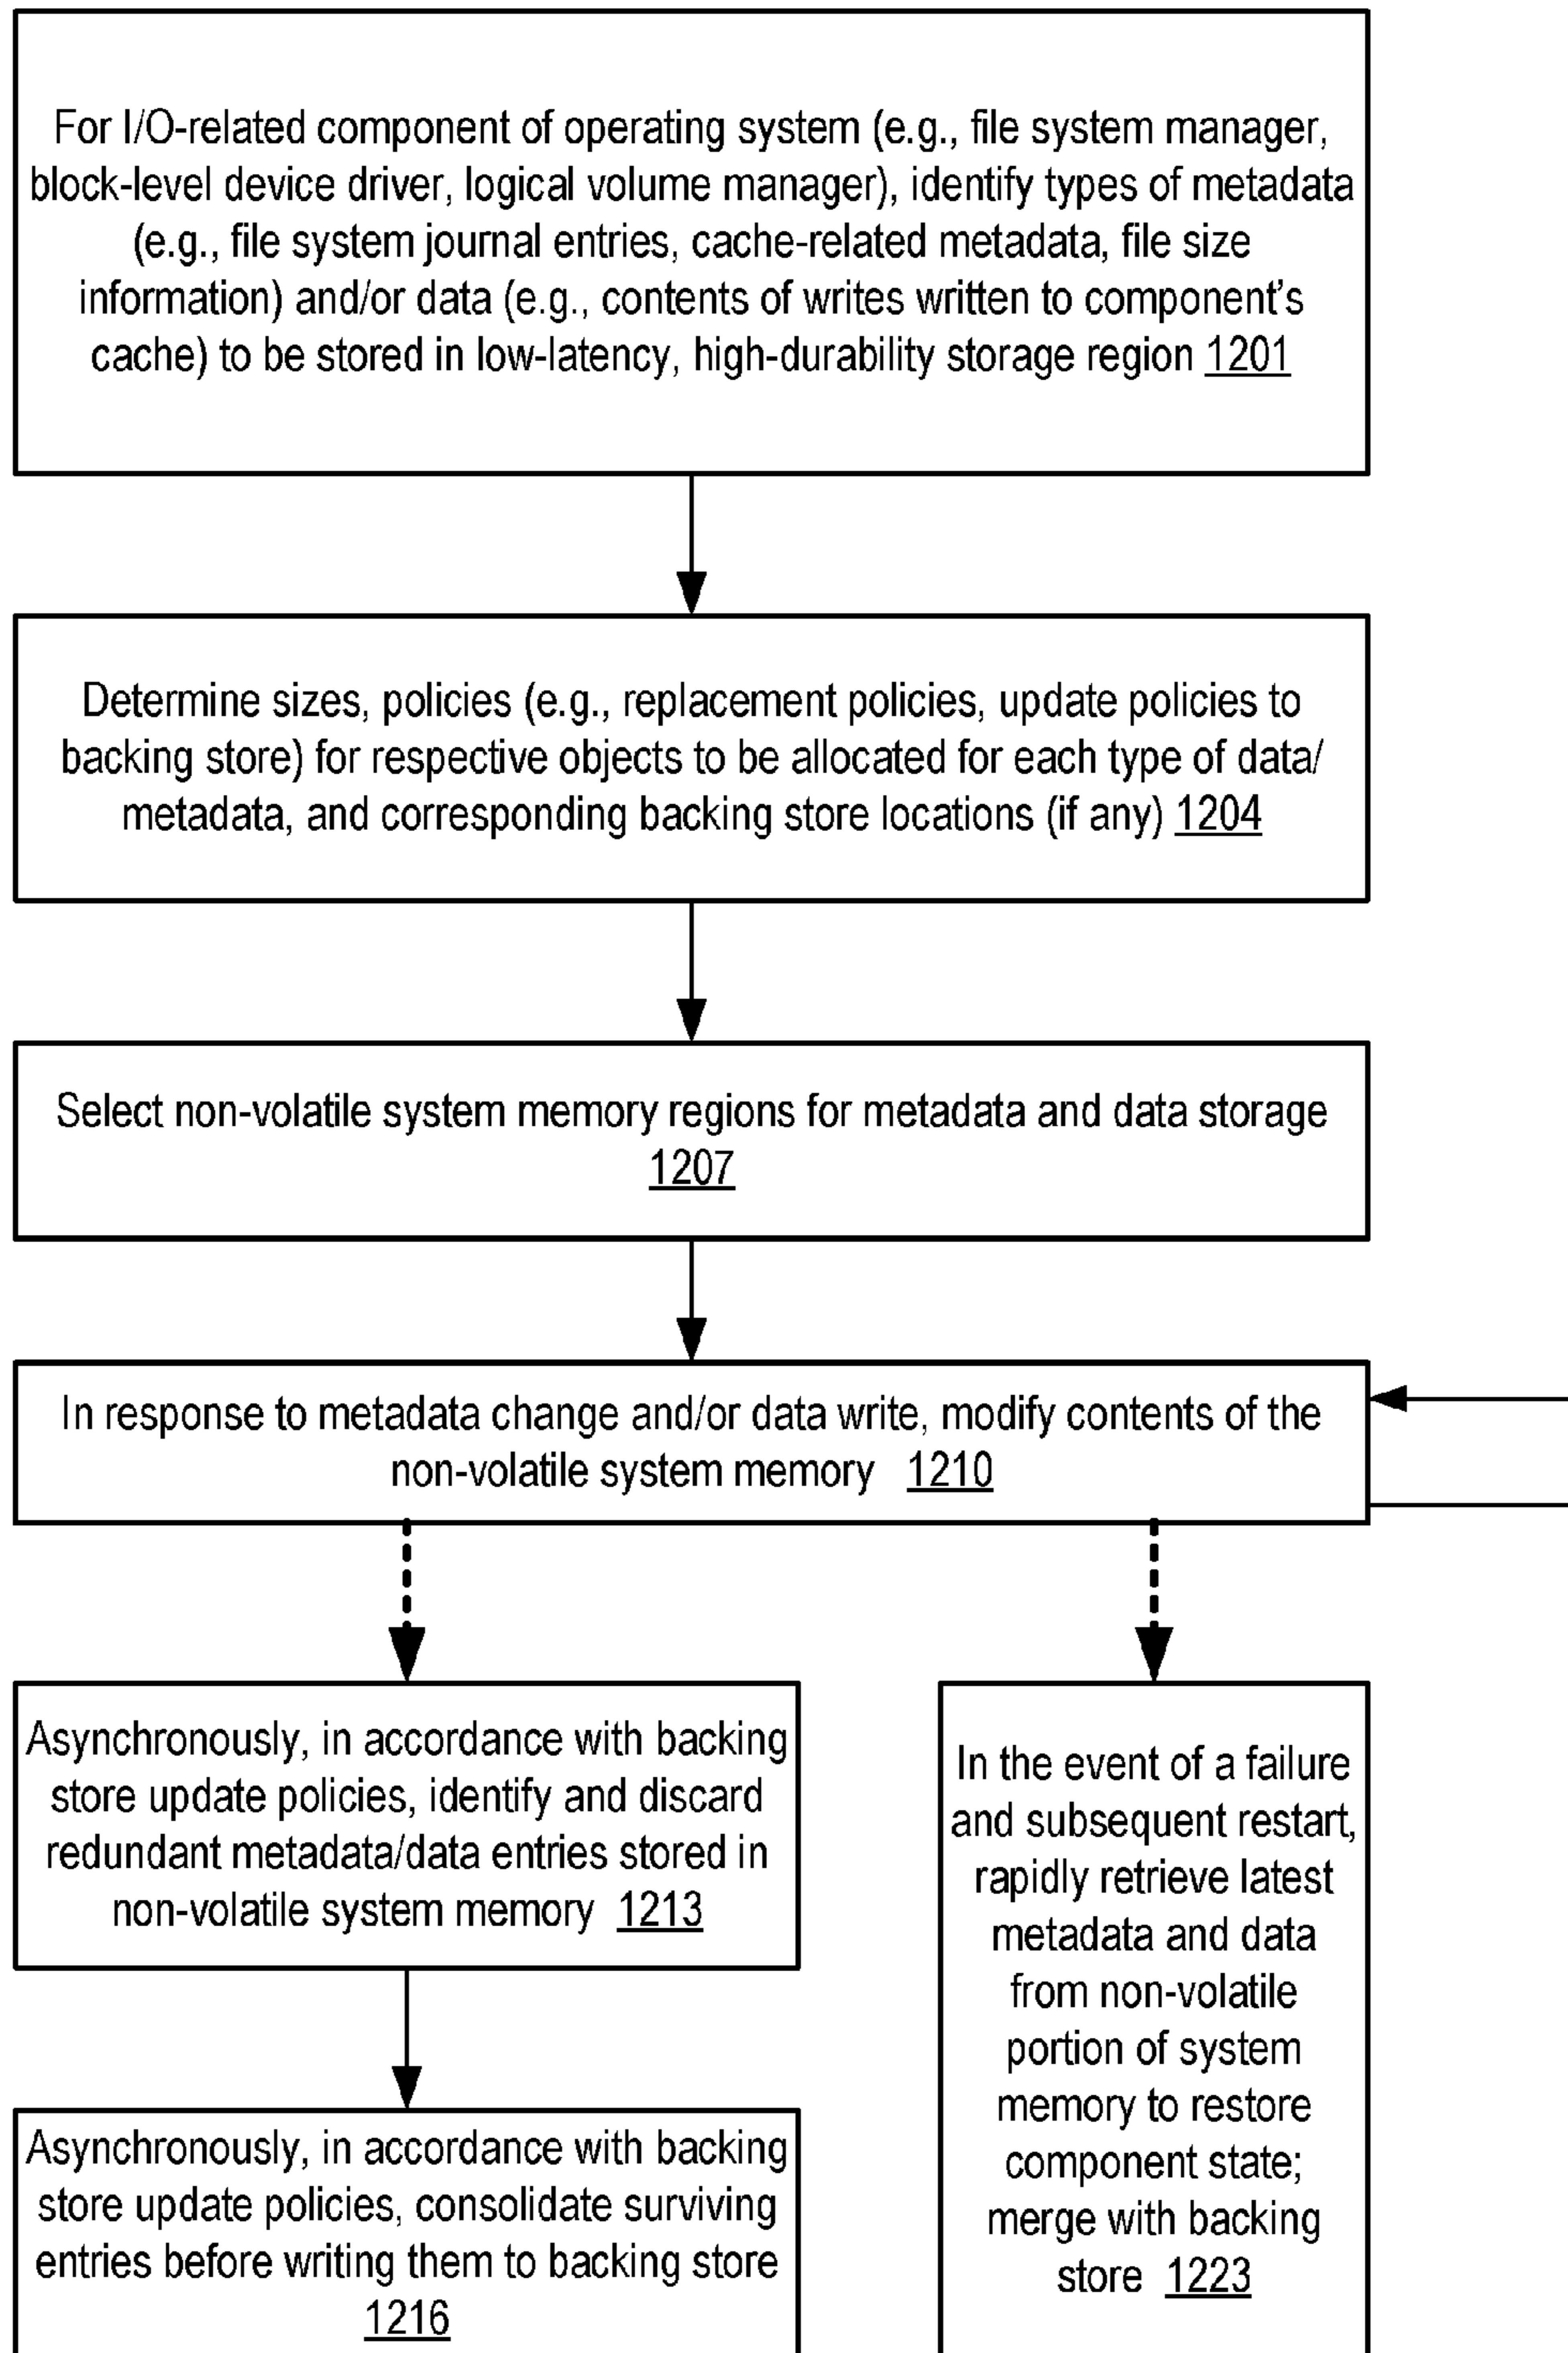 For I/O-related component of operating system (e.g., file system manager,
block-level device driver, logical volume manager), identify types of metadata
(e.g., file system journal entries, cache-related metadata, file size
information) and/or data (e.g., contents of writes written to component's
cache) to be stored in low-latency, high-durability storage region 1201
Determine sizes, policies (e.g., replacement policies, update policies to
backing store) for respective objects to be allocated for each type of data/
metadata, and corresponding backing store locations (if any) 1204
Select non-volatile system memory regions for metadata and data storage
1207
In response to metadata change and/or data write, modify contents of the
non-volatile system memory 1210
Asynchronously, in accordance with backing
store update policies, identify and discard
redundant metadata/data entries stored in
non-volatile system memory 1213
Asynchronously, in accordance with backing
store update policies, consolidate surviving
entries before writing them to backing store
1216
In the event of a failure
and subsequent restart,
rapidly retrieve latest
metadata and data
from non-volatile
portion of system
memory to restore
component state;
merge with backing
store 1223